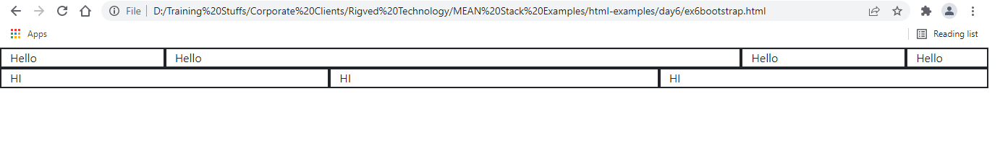 File D:/Training%20Stuffs/Corporate%20Clients/Rigved%20Technology/MEAN%20Stack%20Examples/html-examples/day6/ex6bootstrap.html
Apps Reading list
Hello Hello Hello Hello
HI HI HI